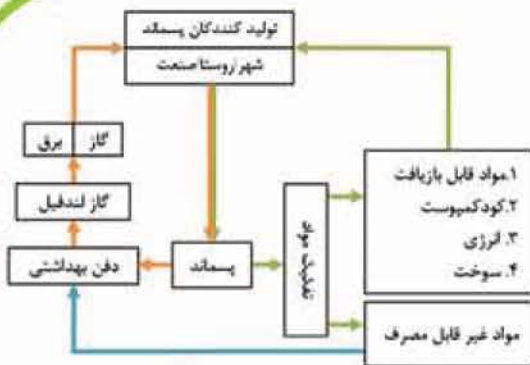 تولید کنندگان پسماند
شهر/روستا/صنعت
گاز
برق
گاز لندفیل
دفن بهداشتی
پسماند
تفکیک مواد
۱.مواد قابل بازیافت
۲.کودکمپوست
۳. انرژی
۴. سوخت
مواد غیر قابل مصرف